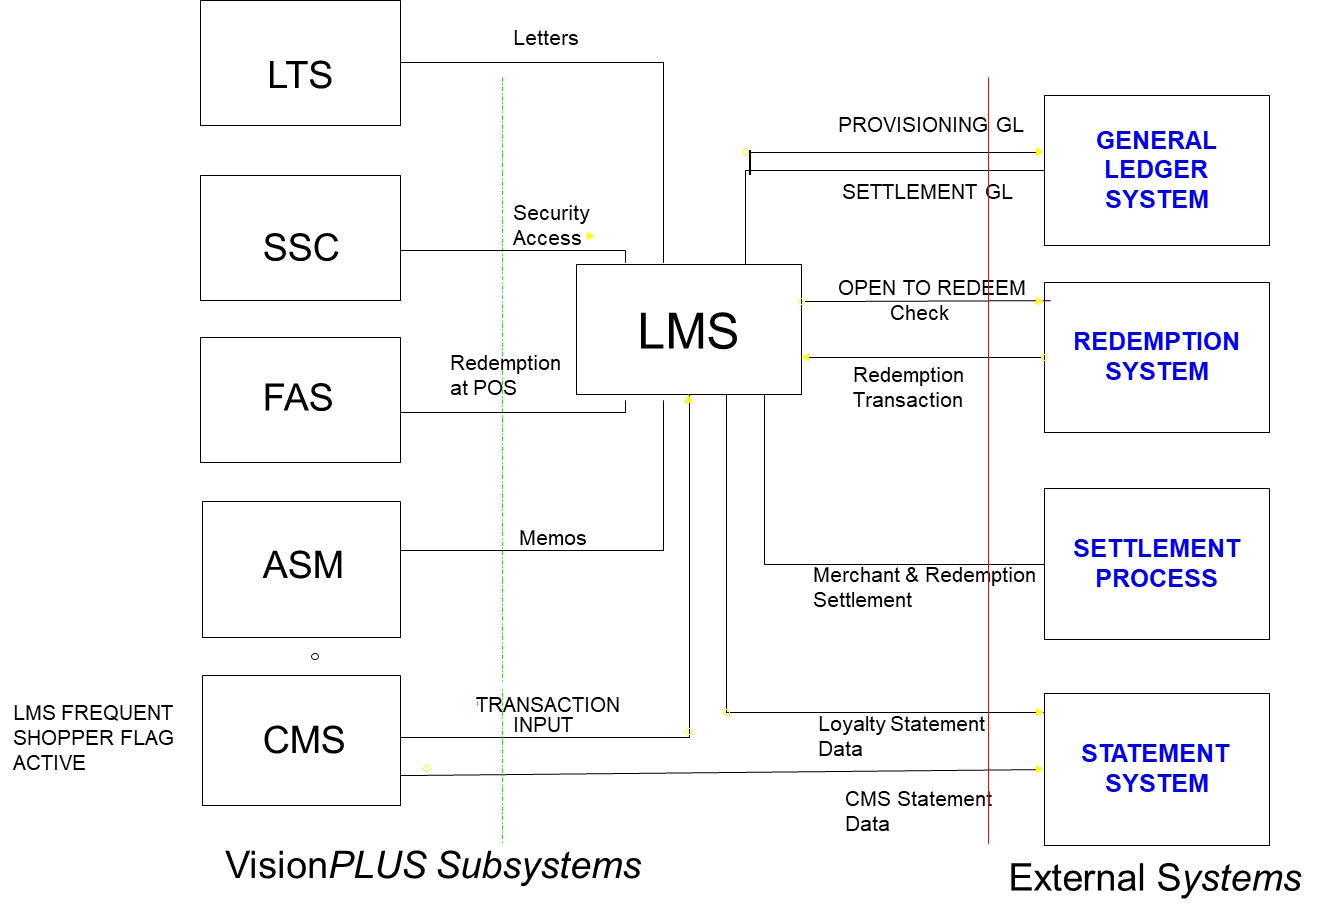 LTS
Letters
SSC
Security
Access
FAS
Redemption
at POS
ASM
Memos
LMS FREQUENT
SHOPPER FLAG
ACTIVE
CMS
TRANSACTION
INPUT
LMS
PROVISIONING GL
SETTLEMENT GL
GENERAL
LEDGER
SYSTEM
OPEN TO REDEEM
Check
Redemption
Transaction
REDEMPTION
SYSTEM
Merchant & Redemption
Settlement
SETTLEMENT
PROCESS
Loyalty Statement
Data
CMS Statement
Data
STATEMENT
SYSTEM
VisionPLUS Subsystems
External Systems